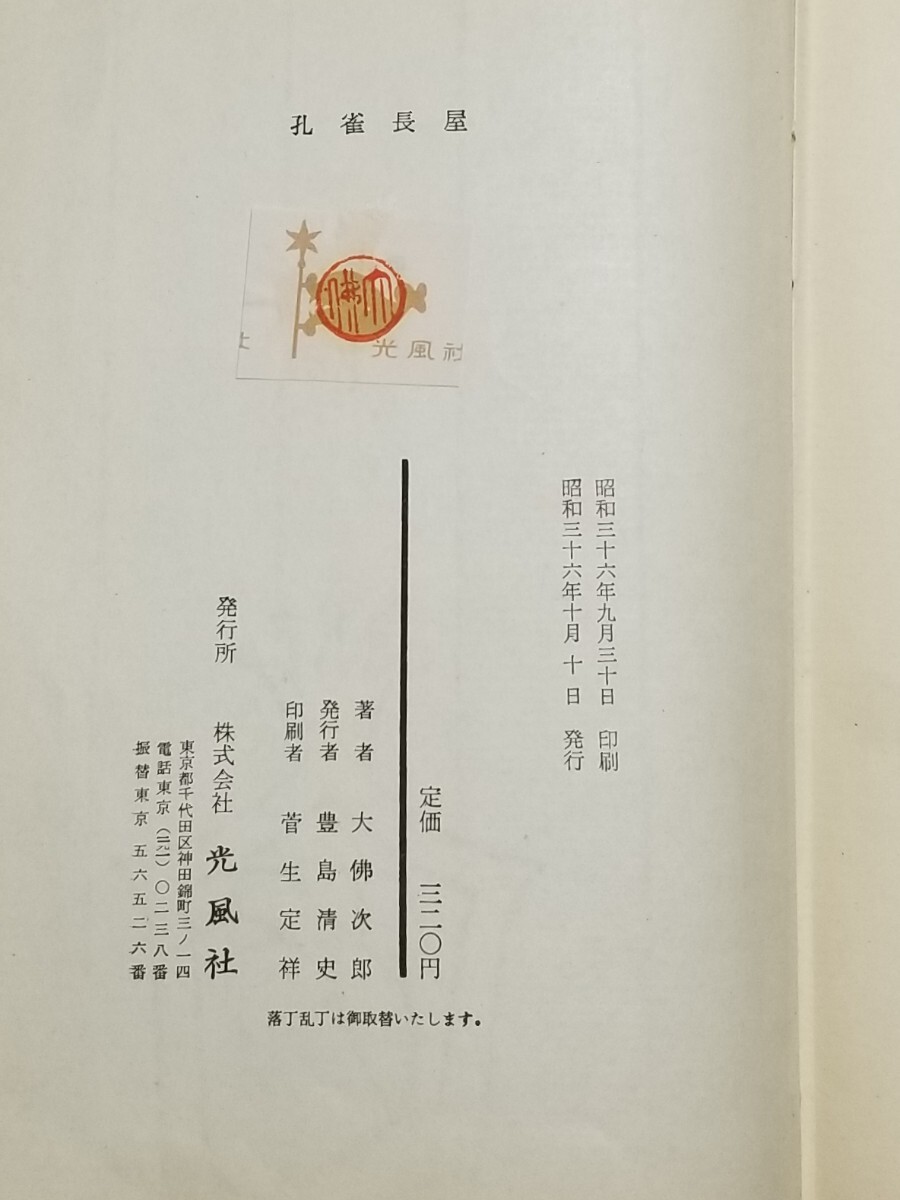 孔雀長屋
光風社
昭和三十六年九月三十日 印刷
昭和三十六年十月十日 発行
定価 三二〇円
著者 大佛次郎
発行者 豊島清史
印刷者 菅生定祥
発行所 株式会社 光風社
東京都千代田区神田錦町三ノ一四
電話東京(元一)〇二三八番
振替東京五六五二六番
落丁乱丁は御取替いたします。